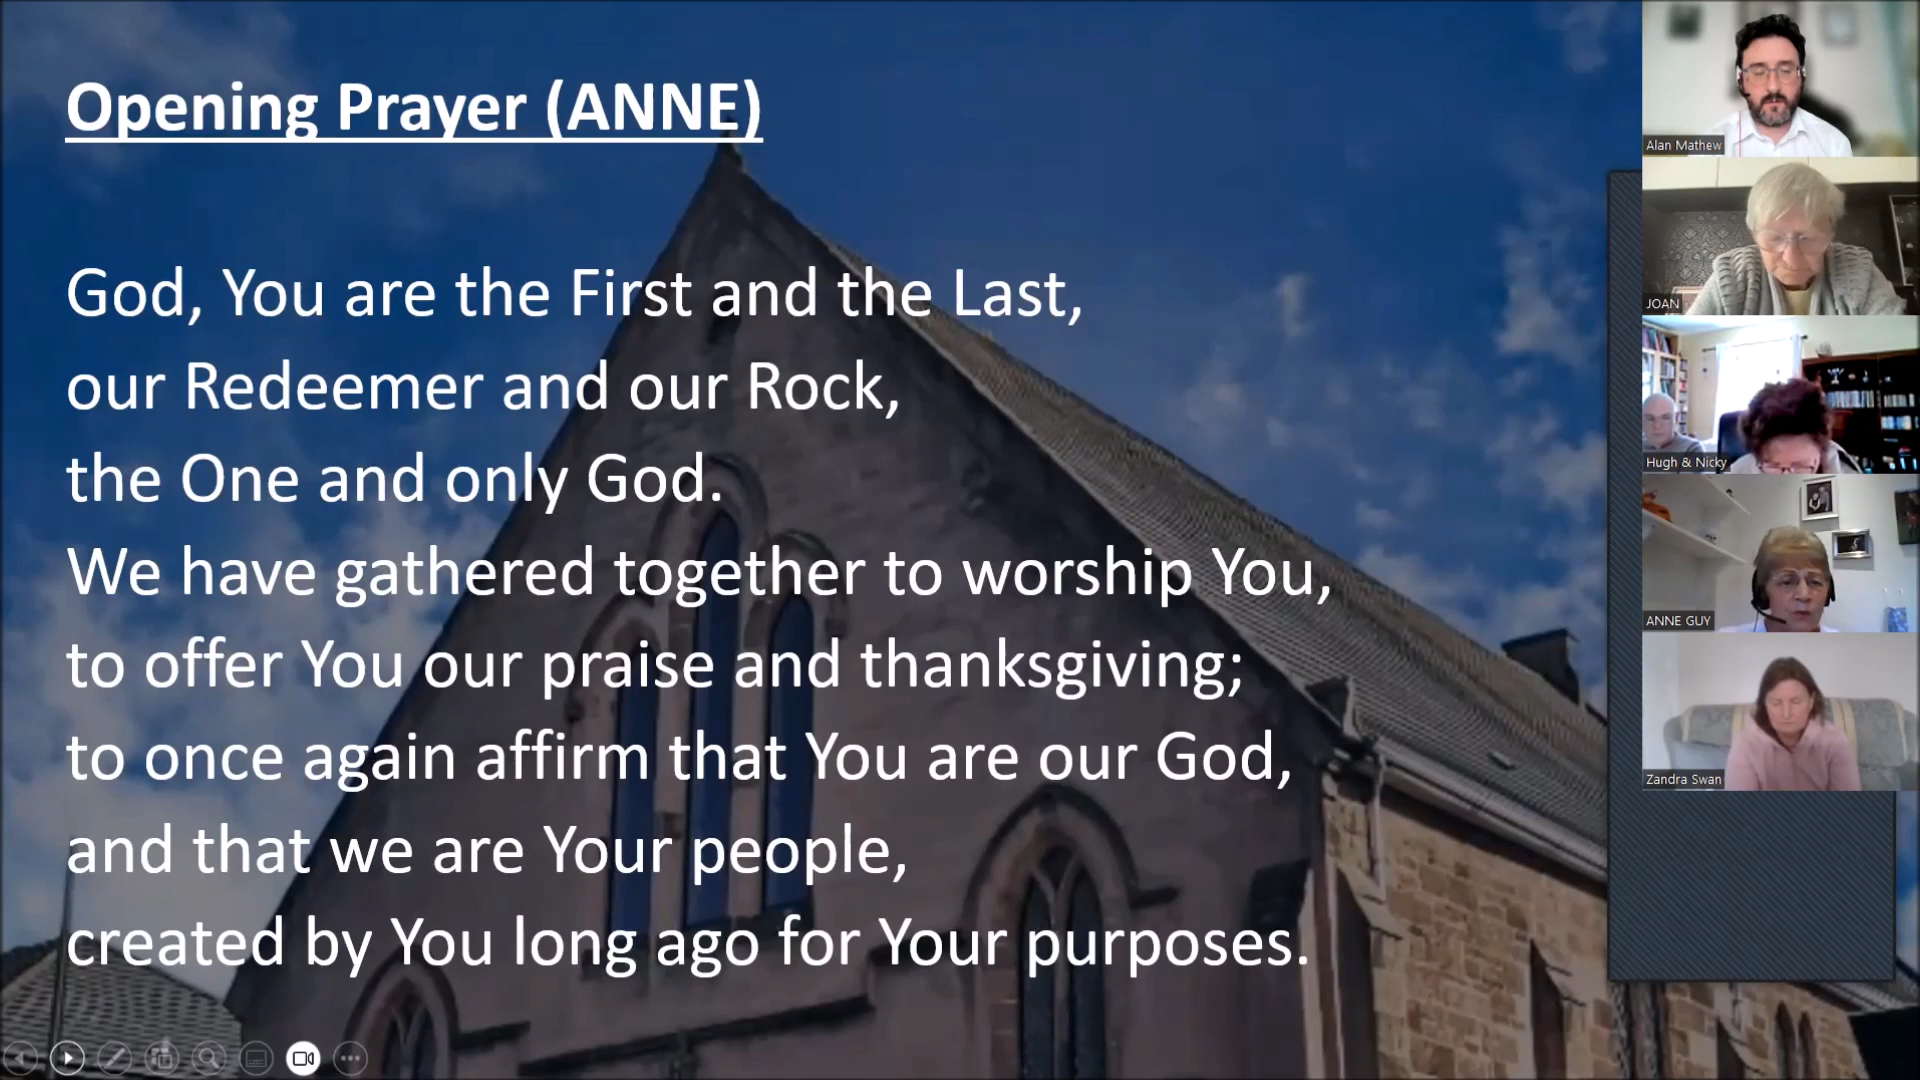 Opening Prayer (ANNE)
God, You are the First and the Last,
our Redeemer and our Rock,
the One and only God.
We have gathered together to worship You,
to offer You our praise and thanksgiving;
to once again affirm that You are our God,
and that we are Your people,
created by You long ago for Your purposes.
Alan Mathew
JOAN
Hugh & Nicky
ANNE GUY
Zandra Swan